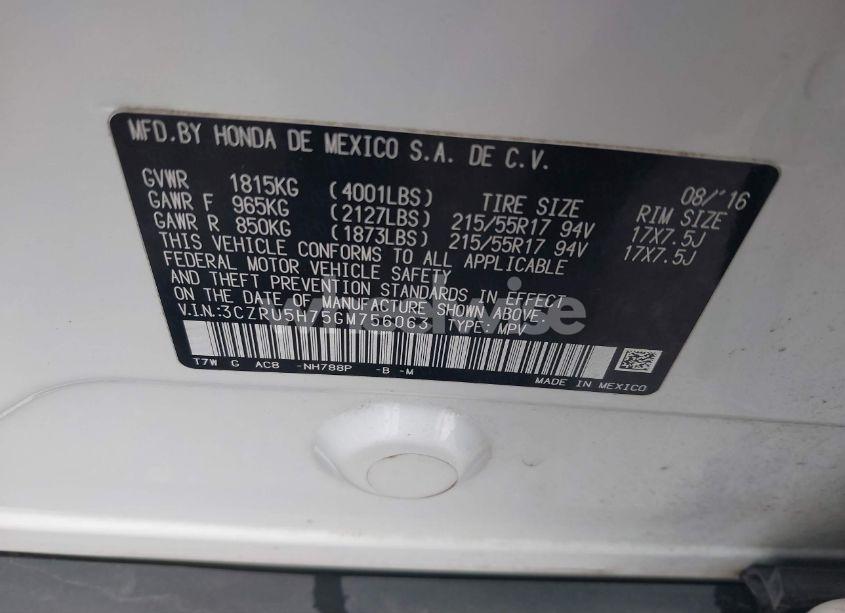 MFD.BY HONDA DE MEXICO S.A. DE C.V.
08/'16
GVWR 1815KG (4001LBS) TIRE SIZE RIM SIZE
GAWR F 965KG (2127LBS) 215/55R17 94V 17X7.5J
GAWR R 850KG (1873LBS) 215/55R17 94V 17X7.5J
THIS VEHICLE CONFORMS TO ALL APPLICABLE
FEDERAL MOTOR VEHICLE SAFETY
AND THEFT PREVENTION STANDARDS IN EFFECT
ON THE DATE OF MANUFACTURE SHOWN ABOVE.
V.I.N:3CZRU5H75GM756063 TYPE: MPV
T7W G AC8 -NH788P -B -M
MADE IN MEXICO